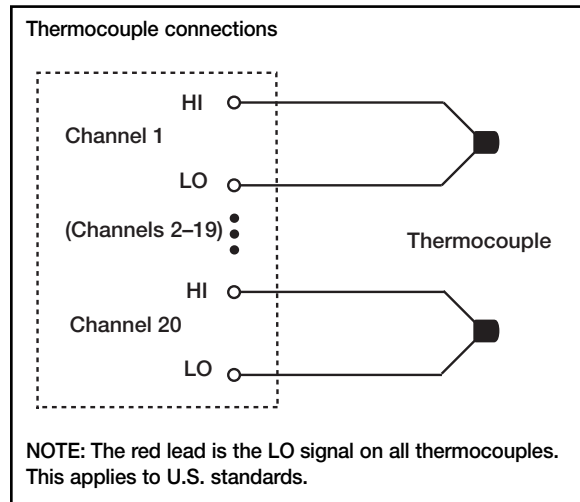 Thermocouple connections
HI
Channel 1
LO
(Channels 2–19)
Thermocouple
HI
Channel 20
LO
NOTE: The red lead is the LO signal on all thermocouples.
This applies to U.S. standards.